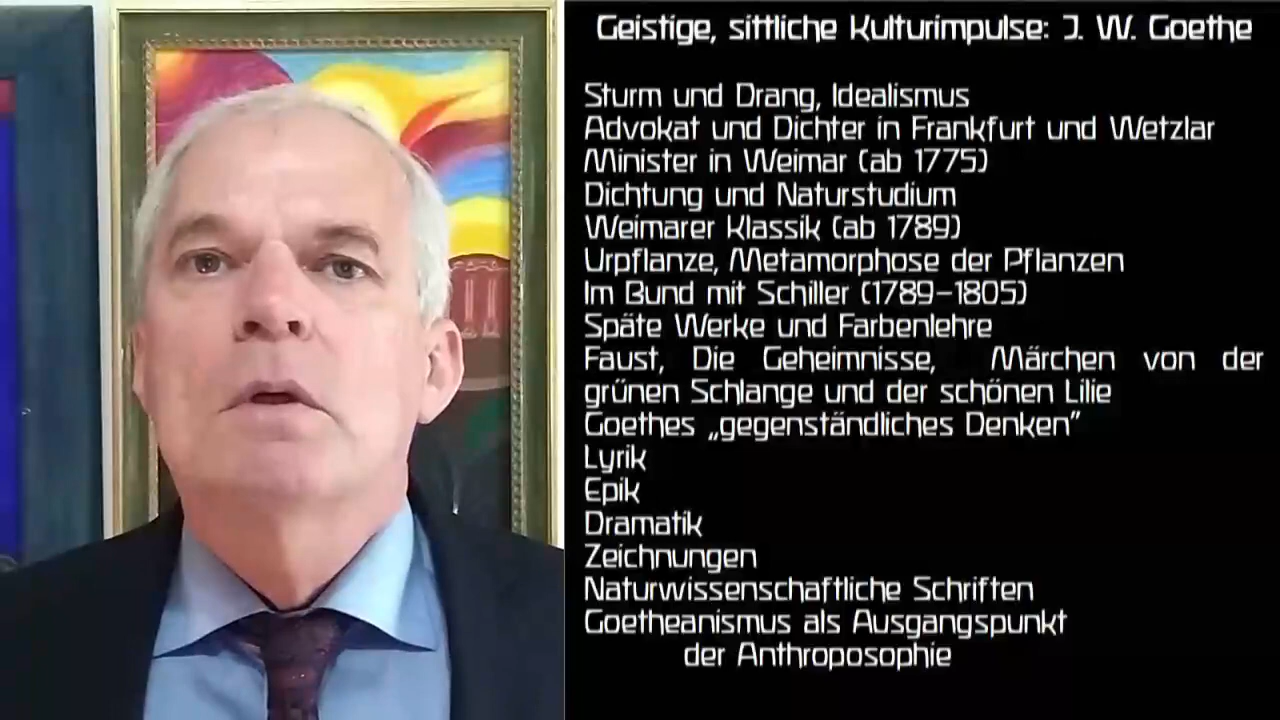 Geistige, sittliche Kulturimpulse: J. W. Goethe
Sturm und Drang, Idealismus
Advokat und Dichter in Frankfurt und Wetzlar
Minister in Weimar (ab 1775)
Dichtung und Naturstudium
Weimarer Klassik (ab 1789)
Urpflanze, Metamorphose der Pflanzen
Im Bund mit Schiller (1789–1805)
Späte Werke und Farbenlehre
Faust, Die Geheimnisse, Märchen von der
grünen Schlange und der schönen Lilie
Goethes „gegenständliches Denken”
Lyrik
Epik
Dramatik
Zeichnungen
Naturwissenschaftliche Schriften
Goetheanismus als Ausgangspunkt
der Anthroposophie